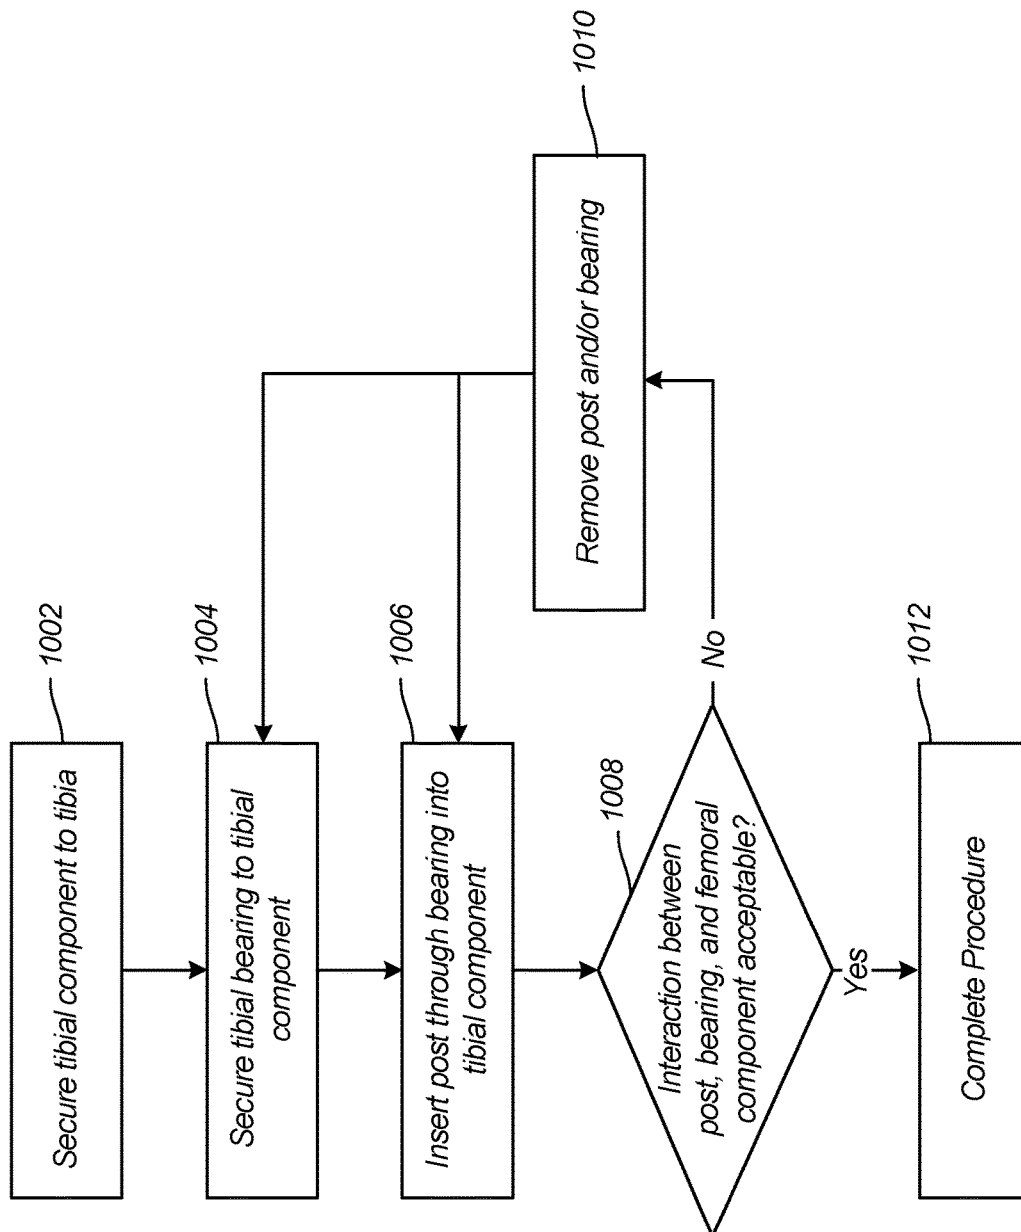 1002
Secure tibial component to tibia
1004
Secure tibial bearing to tibial
component
1006
Insert post through bearing into
tibial component
1008
Interaction between
post, bearing, and femoral
component acceptable?
No
1010
Remove post and/or bearing
Yes
1012
Complete Procedure